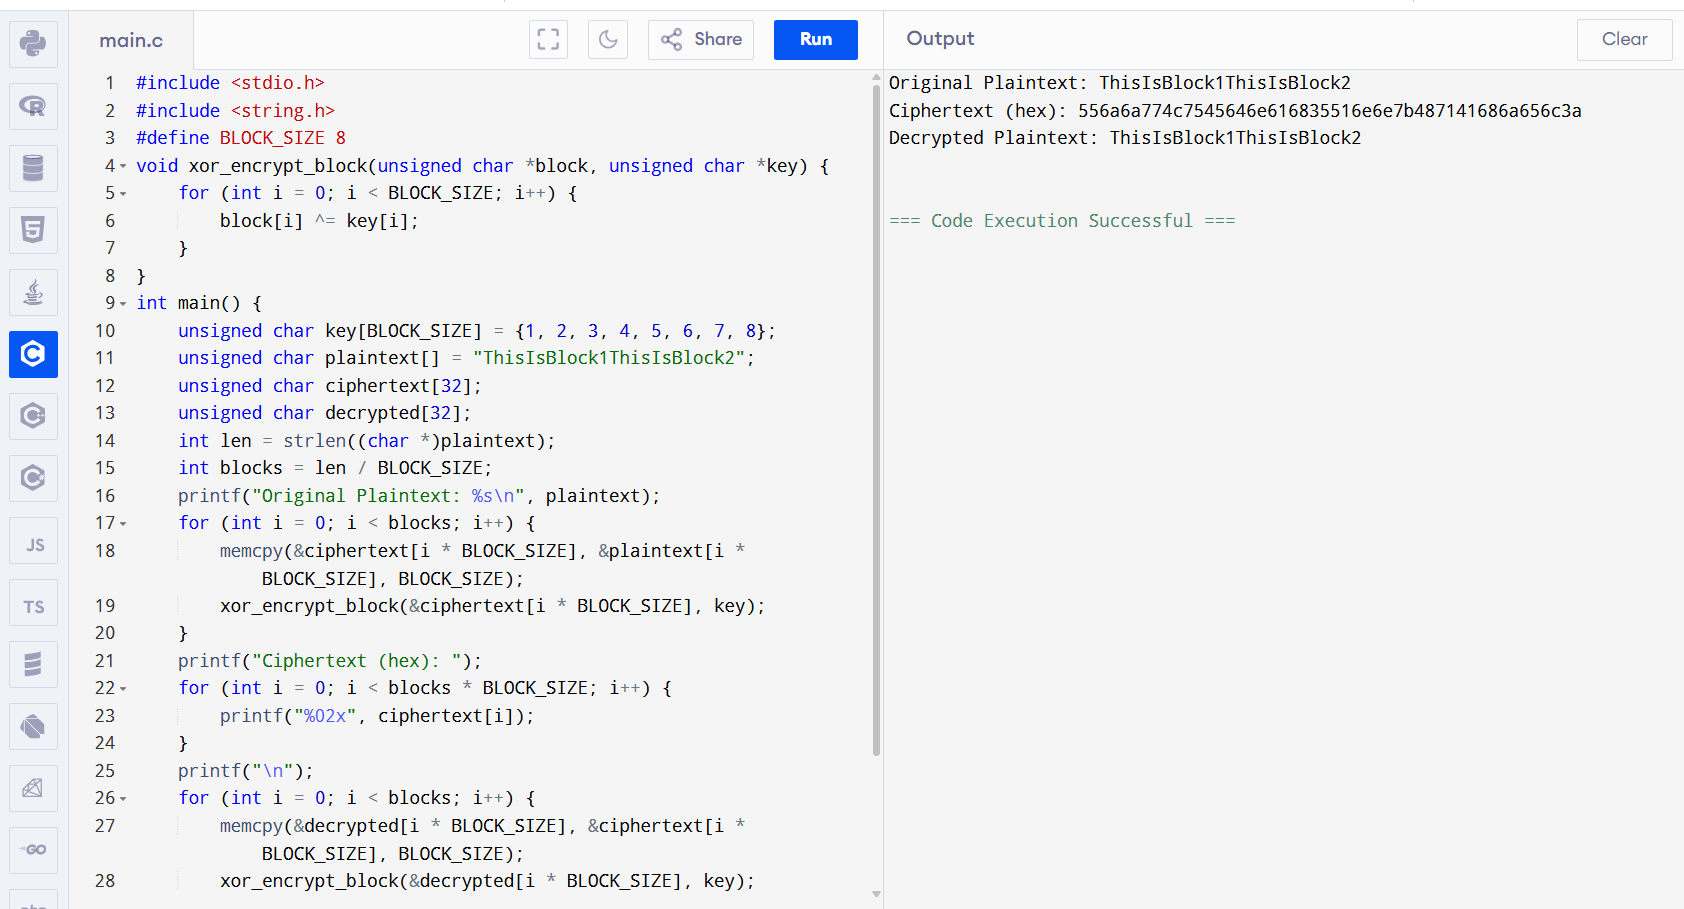 main.c
Share
Run
Output
Clear
1 #include <stdio.h>
2 #include <string.h>
3 #define BLOCK_SIZE 8
4 void xor_encrypt_block(unsigned char *block, unsigned char *key) {
5     for (int i = 0; i < BLOCK_SIZE; i++) {
6         block[i] ^= key[i];
7     }
8 }
9 int main() {
10     unsigned char key[BLOCK_SIZE] = {1, 2, 3, 4, 5, 6, 7, 8};
11     unsigned char plaintext[] = "ThisIsBlock1ThisIsBlock2";
12     unsigned char ciphertext[32];
13     unsigned char decrypted[32];
14     int len = strlen((char *)plaintext);
15     int blocks = len / BLOCK_SIZE;
16     printf("Original Plaintext: %s\n", plaintext);
17     for (int i = 0; i < blocks; i++) {
18         memcpy(&ciphertext[i * BLOCK_SIZE], &plaintext[i *
BLOCK_SIZE], BLOCK_SIZE);
19         xor_encrypt_block(&ciphertext[i * BLOCK_SIZE], key);
20     }
21     printf("Ciphertext (hex): ");
22     for (int i = 0; i < blocks * BLOCK_SIZE; i++) {
23         printf("%02x", ciphertext[i]);
24     }
25     printf("\n");
26     for (int i = 0; i < blocks; i++) {
27         memcpy(&decrypted[i * BLOCK_SIZE], &ciphertext[i *
BLOCK_SIZE], BLOCK_SIZE);
28         xor_encrypt_block(&decrypted[i * BLOCK_SIZE], key);
Original Plaintext: ThisIsBlock1ThisIsBlock2
Ciphertext (hex): 556a6a774c7545646e616835516e6e7b487141686a656c3a
Decrypted Plaintext: ThisIsBlock1ThisIsBlock2
=== Code Execution Successful ===
R
5
C
C
C
JS
TS
GO